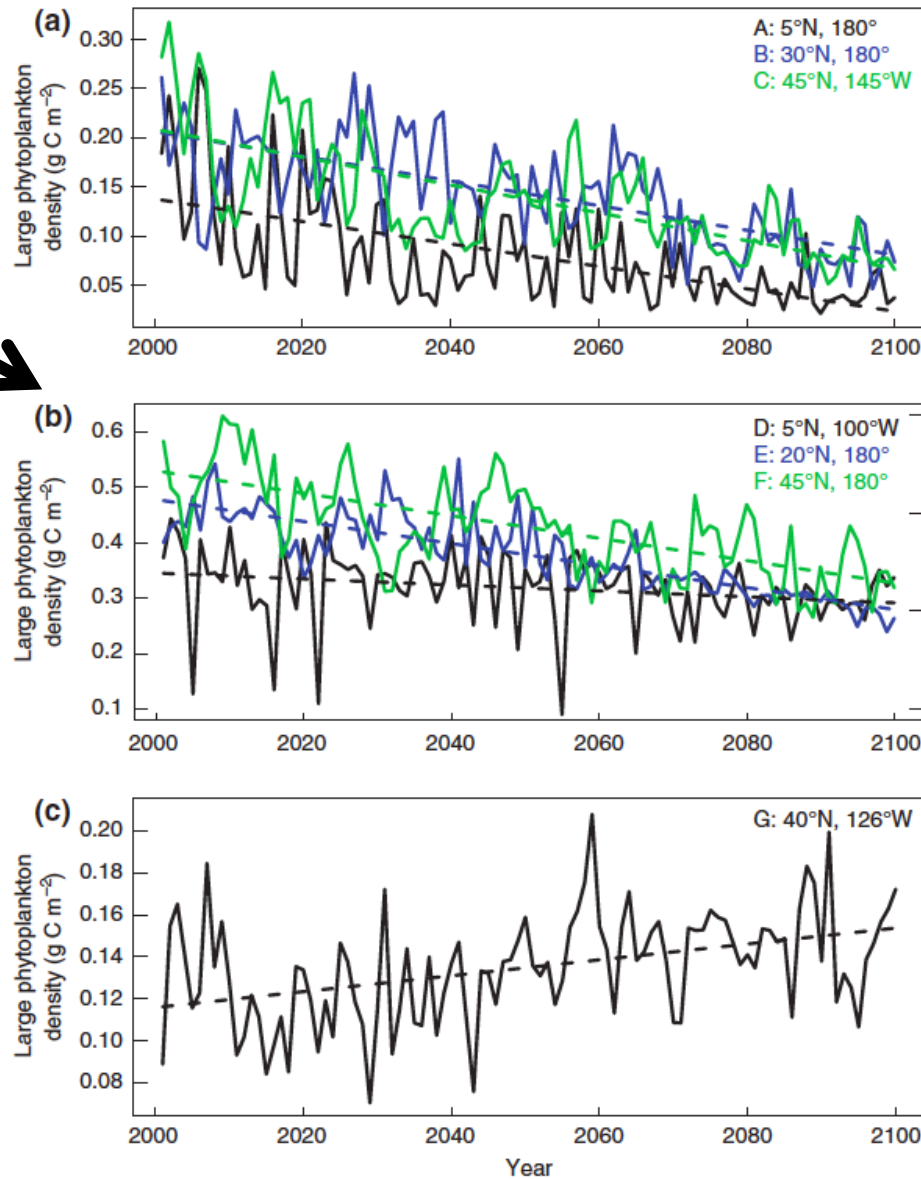 (a)
A: 5°N, 180°
B: 30°N, 180°
C: 45°N, 145°W
Large phytoplankton
density (g C m⁻²)
0.30
0.25
0.20
0.15
0.10
0.05
2000 2020 2040 2060 2080 2100
(b)
D: 5°N, 100°W
E: 20°N, 180°
F: 45°N, 180°
Large phytoplankton
density (g C m⁻²)
0.6
0.5
0.4
0.3
0.2
0.1
2000 2020 2040 2060 2080 2100
(c)
G: 40°N, 126°W
Large phytoplankton
density (g C m⁻²)
0.20
0.18
0.16
0.14
0.12
0.10
0.08
2000 2020 2040 2060 2080 2100
Year